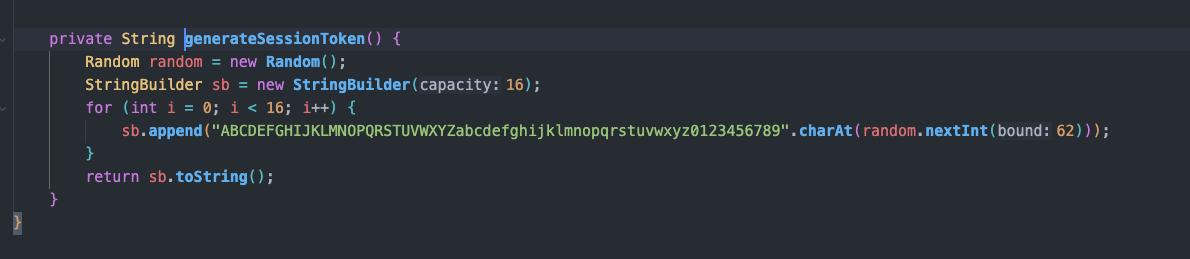 private String generateSessionToken() {
Random random = new Random();
StringBuilder sb = new StringBuilder(capacity: 16);
for (int i = 0; i < 16; i++) {
sb.append("ABCDEFGHIJKLMNOPQRSTUVWXYZabcdefghijklmnopqrstuvwxyz0123456789".charAt(random.nextInt(bound: 62)));
}
return sb.toString();
}
}